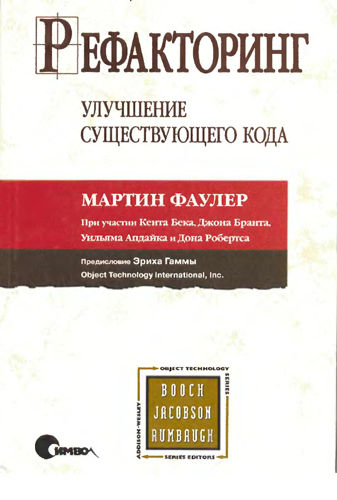 РЕФАКТОРИНГ
УЛУЧШЕНИЕ
СУЩЕСТВУЮЩЕГО КОДА
МАРТИН ФАУЛЕР
При участии Кента Бека, Джона Бранта,
Уильяма Апдайка и Дона Робертса
Предисловие Эриха Гаммы
Object Technology International, Inc.
OBJECT TECHNOLOGY
SERIES
ADDISON-WESLEY
BOOCH
JACOBSON
RUMBAUGH
SERIES EDITORS
СИМВОЛ